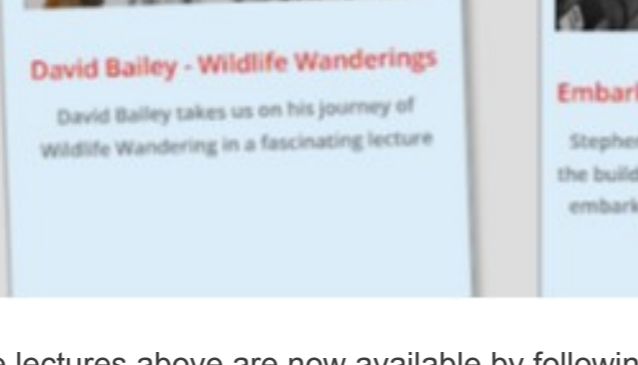 David Bailey - Wildlife Wanderings
David Bailey takes us on his journey of
Wildlife Wandering in a fascinating lecture
Embark
Stephe
the build
embark
e lectures above are now available by followin